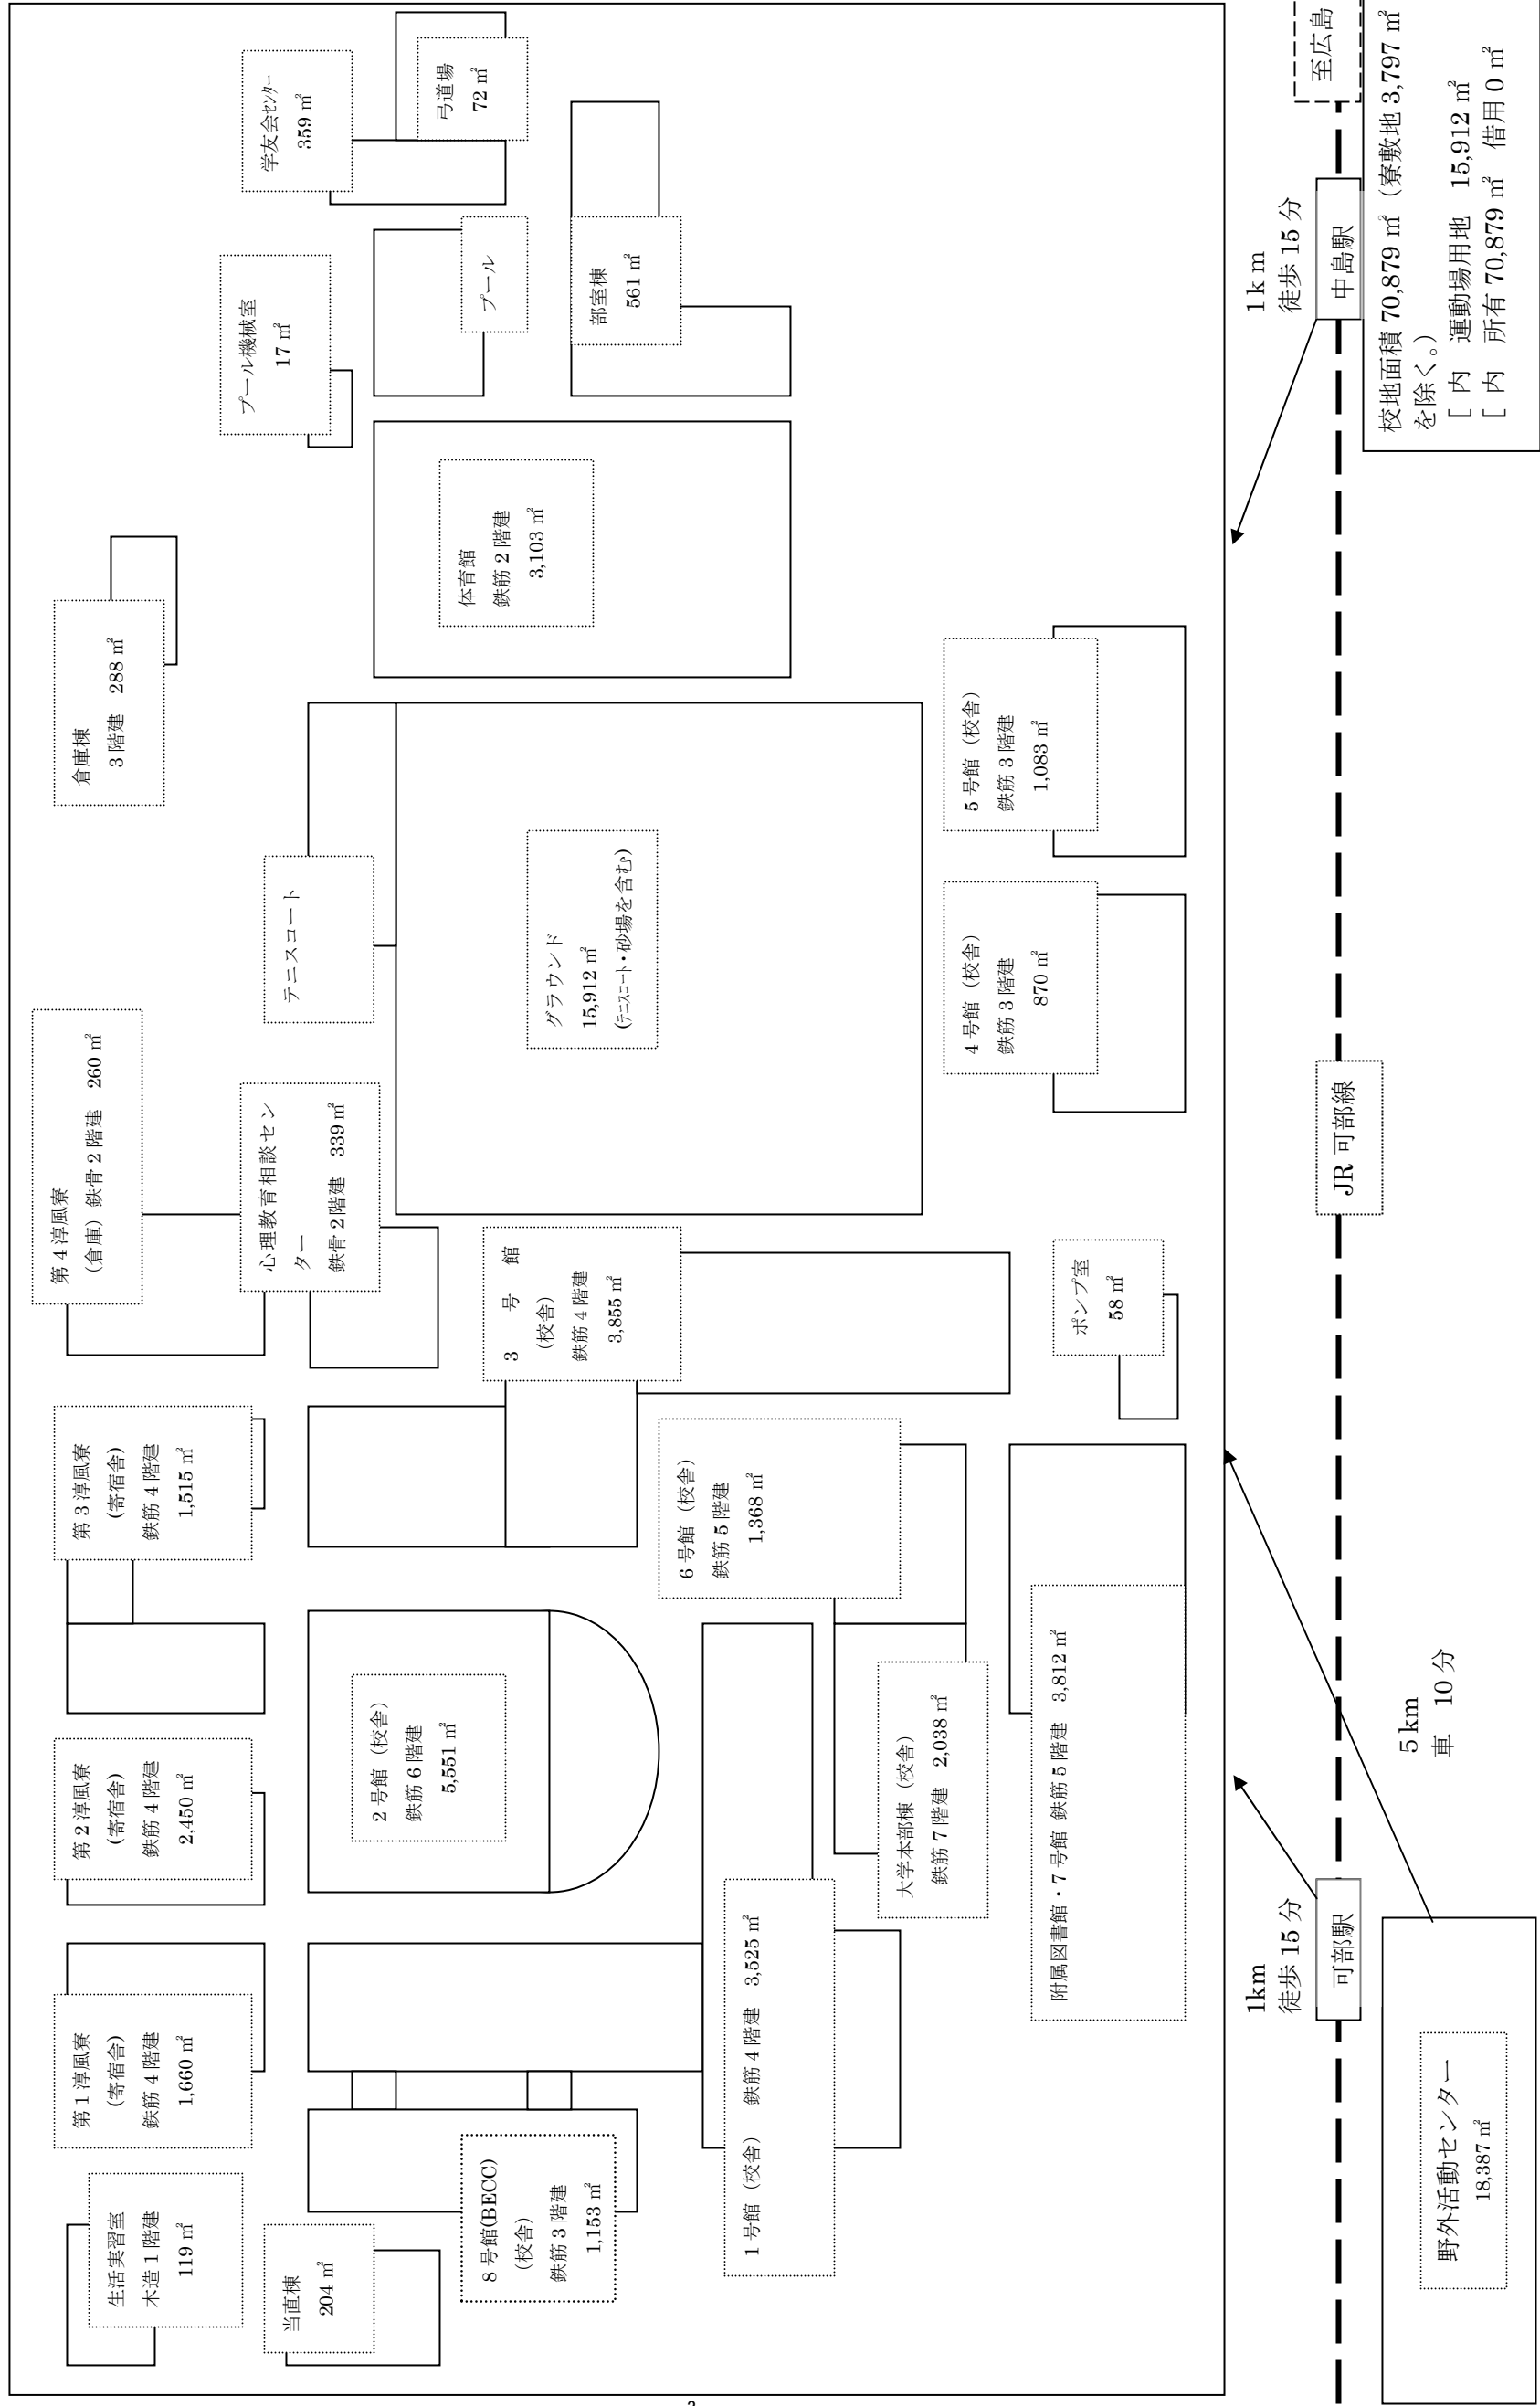 生活実習室
木造1階建
119 ㎡
第1淳風寮
(寄宿舎)
鉄筋4階建
1,660 ㎡
第2淳風寮
(寄宿舎)
鉄筋4階建
2,450 ㎡
第3淳風寮
(寄宿舎)
鉄筋4階建
1,515 ㎡
第4淳風寮
(倉庫) 鉄骨2階建 260 ㎡
倉庫棟
3階建 288 ㎡
当直棟
204 ㎡
心理教育相談セン
ター
鉄骨2階建 339 ㎡
テニスコート
プール機械室
17 ㎡
学友会センター
359 ㎡
弓道場
72 ㎡
プール
部室棟
561 ㎡
体育館
鉄筋2階建
3,103 ㎡
グラウンド
15,912 ㎡
(テニスコート・砂場を含む)
2号館(校舎)
鉄筋6階建
5,551 ㎡
3号館
(校舎)
鉄筋4階建
3,855 ㎡
8号館(BECC)
(校舎)
鉄筋3階建
1,153 ㎡
6号館(校舎)
鉄筋5階建
1,368 ㎡
1号館(校舎) 鉄筋4階建 3,525 ㎡
大学本部棟(校舎)
鉄筋7階建 2,038 ㎡
4号館(校舎)
鉄筋3階建
870 ㎡
5号館(校舎)
鉄筋3階建
1,083 ㎡
附属図書館・7号館 鉄筋5階建 3,812 ㎡
ポンプ室
58 ㎡
1km
徒歩15分
可部駅
JR可部線
1km
徒歩15分
中島駅
至広島
5km
車 10分
野外活動センター
18,387 ㎡
校地面積 70,879 ㎡(寮敷地 3,797 ㎡
を除く。)
[内 運動場用地 15,912 ㎡
[内 所有 70,879 ㎡ 借用 0 ㎡